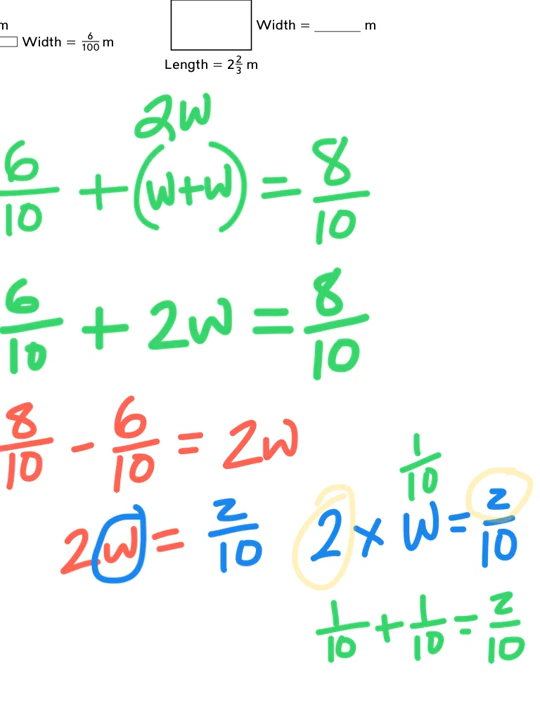 m
Width = 6/100 m
Width = ______ m
Length = 2 2/3 m
2w
6/10 + (w+w) = 8/10
6/10 + 2w = 8/10
8/10 - 6/10 = 2w
1/10
2w = 2/10
2 x w = 2/10
1/10 + 1/10 = 2/10